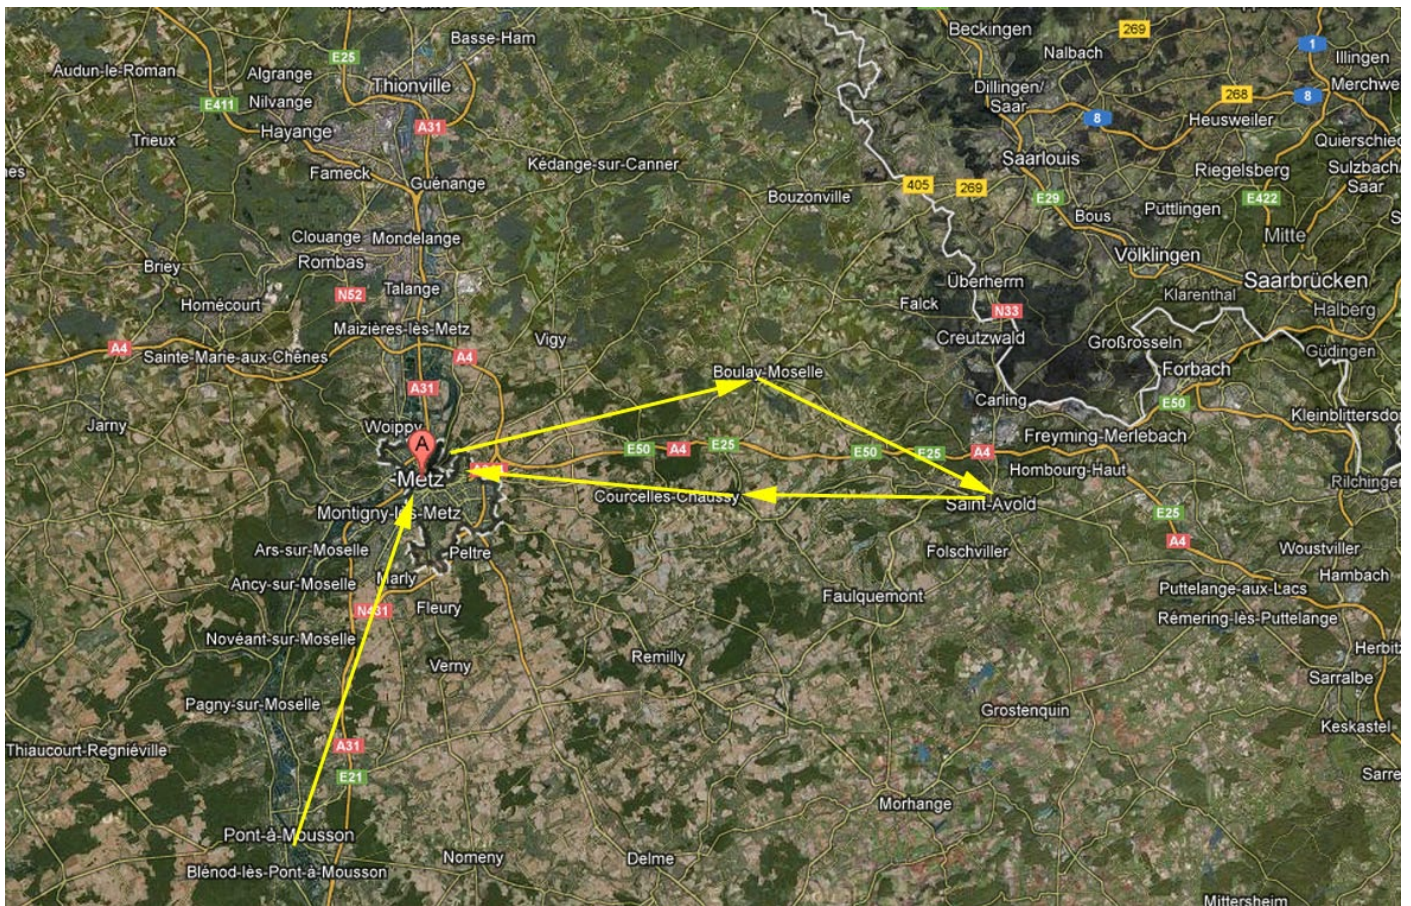 Beckingen
269
Basse-Ham
Nalbach
1
Illingen
E25
Audun-le-Roman
Algrange
Thionville
Dillingen/
Saar
Merchwei
268
8
E411
Nilvange
8
Heusweiler
A31
Hayange
Trieux
Quierschied
Kédange-sur-Canner
Saarlouis
Riegelsberg
Sulzbach/
Saar
Fameck
Guénange
405
269
Bouzonville
E29
E422
Bous
Püttlingen
Clouange
Mondelange
Mitte
Rombas
Völklingen
Briey
Überherrn
Saarbrücken
Talange
N52
Klarenthal
Homécourt
Falck
N33
Halberg
Maizières-lès-Metz
Vigy
Creutzwald
Großrosseln
A4
Sainte-Marie-aux-Chênes
A4
Güdingen
Boulay-Moselle
Forbach
A31
Carling
E50
Jarny
Woippy
Kleinblittersdor
A
Freyming-Merlebach
E50
A4
E25
E50
E25
A4
Hombourg-Haut
Metz
Rilchingen
Courcelles-Chaussy
Saint-Avold
Montigny-lès-Metz
E25
A4
Ars-sur-Moselle
Peltre
Folschviller
Woustviller
Ancy-sur-Moselle
Marly
Hambach
Faulquemont
Puttelange-aux-Lacs
N431
Fleury
Rémering-lès-Puttelange
Novéant-sur-Moselle
Herbitz
Verny
Remilly
Sarralbe
Pagny-sur-Moselle
Grostenquin
Keskastel
Thiaucourt-Regniéville
A31
E21
Sarre
Morhange
Pont-à-Mousson
Nomeny
Delme
Blénod-lès-Pont-à-Mousson
Mittersheim